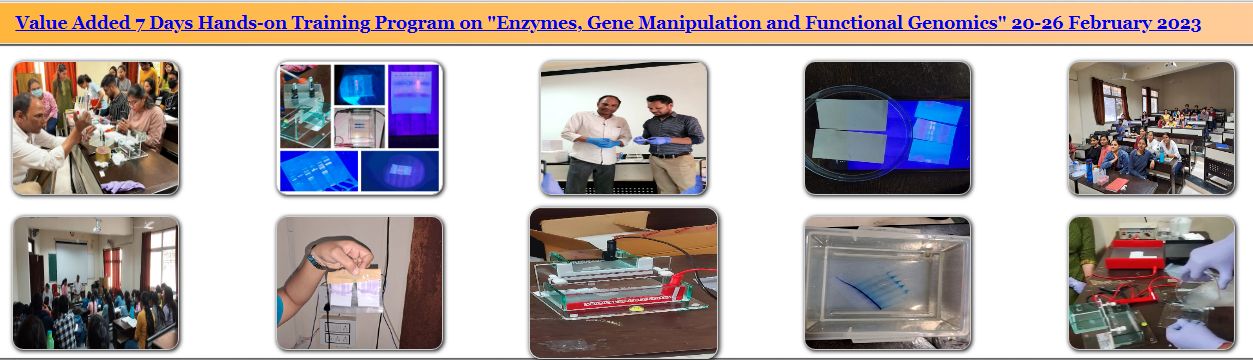 Value Added 7 Days Hands-on Training Program on "Enzymes, Gene Manipulation and Functional Genomics" 20-26 February 2023